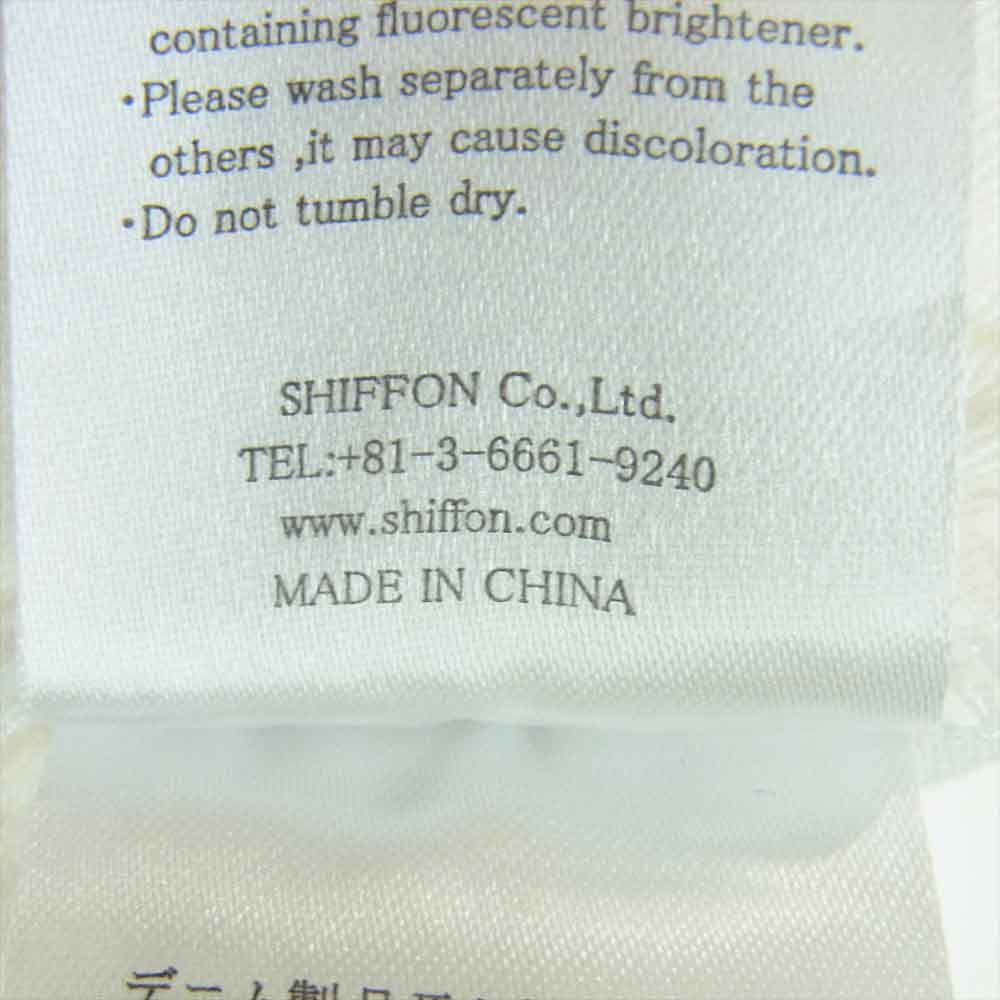 containing fluorescent brightener.
・Please wash separately from the
others ,it may cause discoloration.
・Do not tumble dry.
SHIFFON Co.,Ltd.
TEL:+81-3-6661-9240
www.shiffon.com
MADE IN CHINA